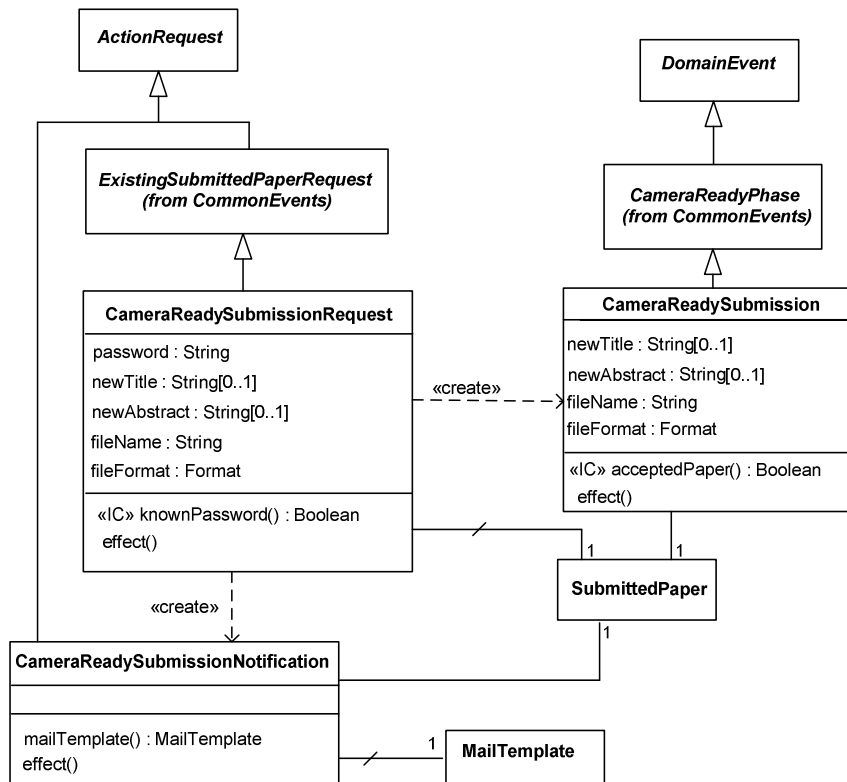 ActionRequest
DomainEvent
ExistingSubmittedPaperRequest
(from CommonEvents)
CameraReadyPhase
(from CommonEvents)
CameraReadySubmissionRequest
password : String
newTitle : String[0..1]
newAbstract : String[0..1]
fileName : String
fileFormat : Format
«IC» knownPassword() : Boolean
effect()
«create»
CameraReadySubmission
newTitle : String[0..1]
newAbstract : String[0..1]
fileName : String
fileFormat : Format
«IC» acceptedPaper() : Boolean
effect()
1
1
SubmittedPaper
1
«create»
CameraReadySubmissionNotification
mailTemplate() : MailTemplate
effect()
1
MailTemplate